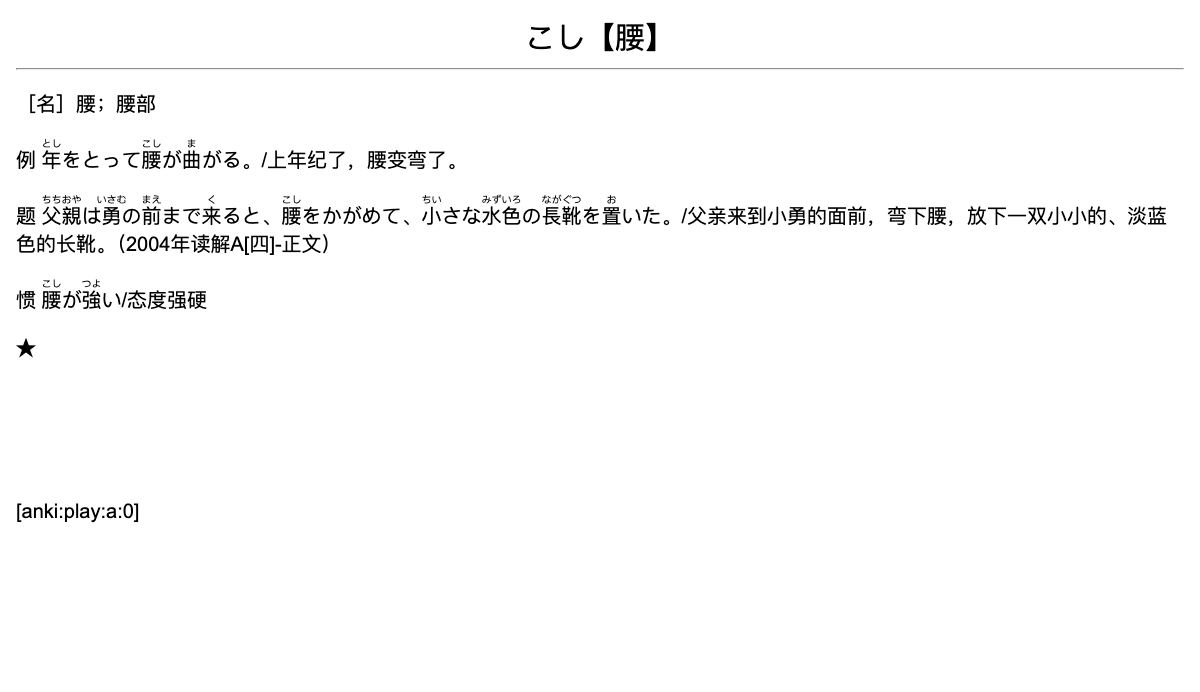 こし【腰】
［名］腰；腰部
とし こし ま
例 年をとって腰が曲がる。/上年纪了，腰变弯了。
ちちおや いさむ まえ く こし ちい みずいろ ながぐつ お
题 父親は勇の前まで来ると、腰をかがめて、小さな水色の長靴を置いた。/父亲来到小勇的面前，弯下腰，放下一双小小的、淡蓝
色的长靴。（2004年读解A[四]-正文）
こし つよ
惯 腰が強い/态度强硬
★
[anki:play:a:0]